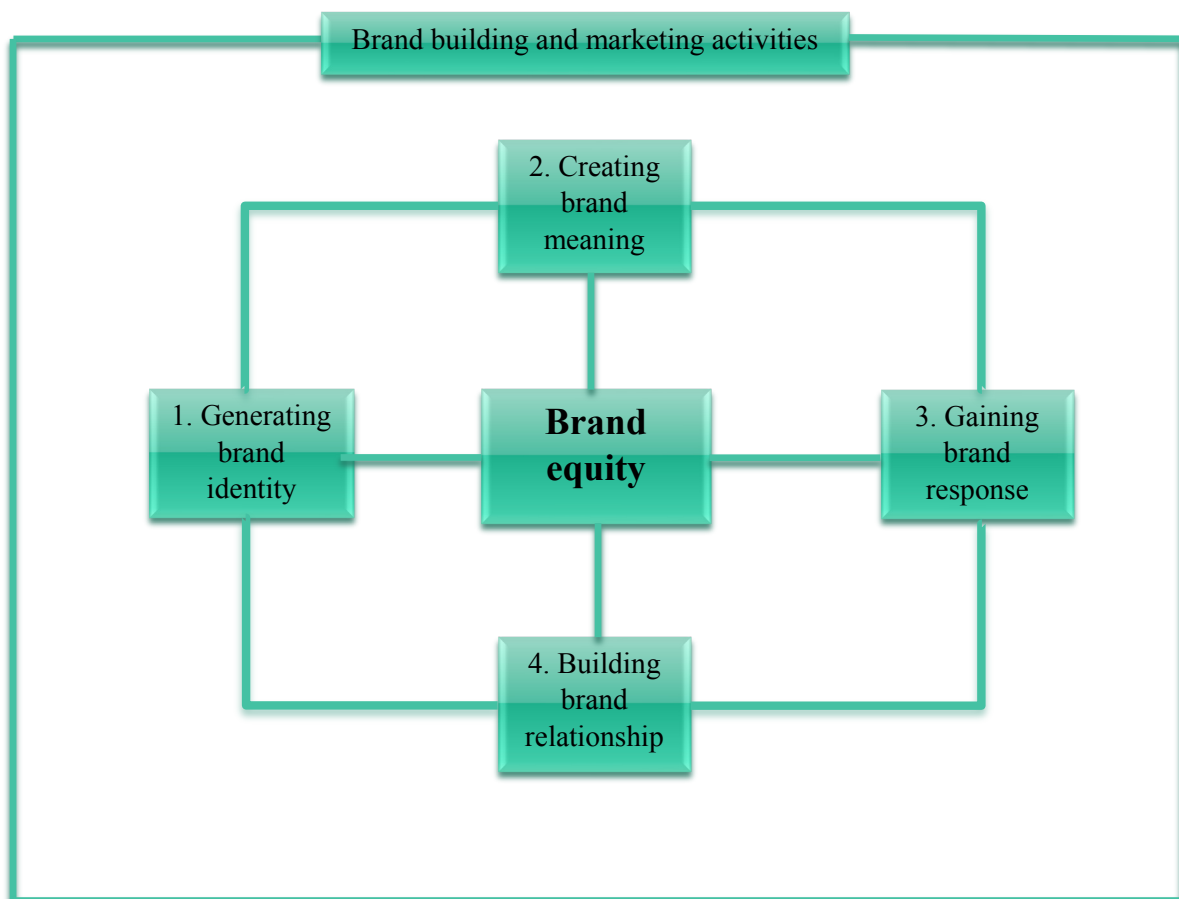 Brand building and marketing activities
2. Creating
brand
meaning
1. Generating
brand
identity
Brand
equity
3. Gaining
brand
response
4. Building
brand
relationship